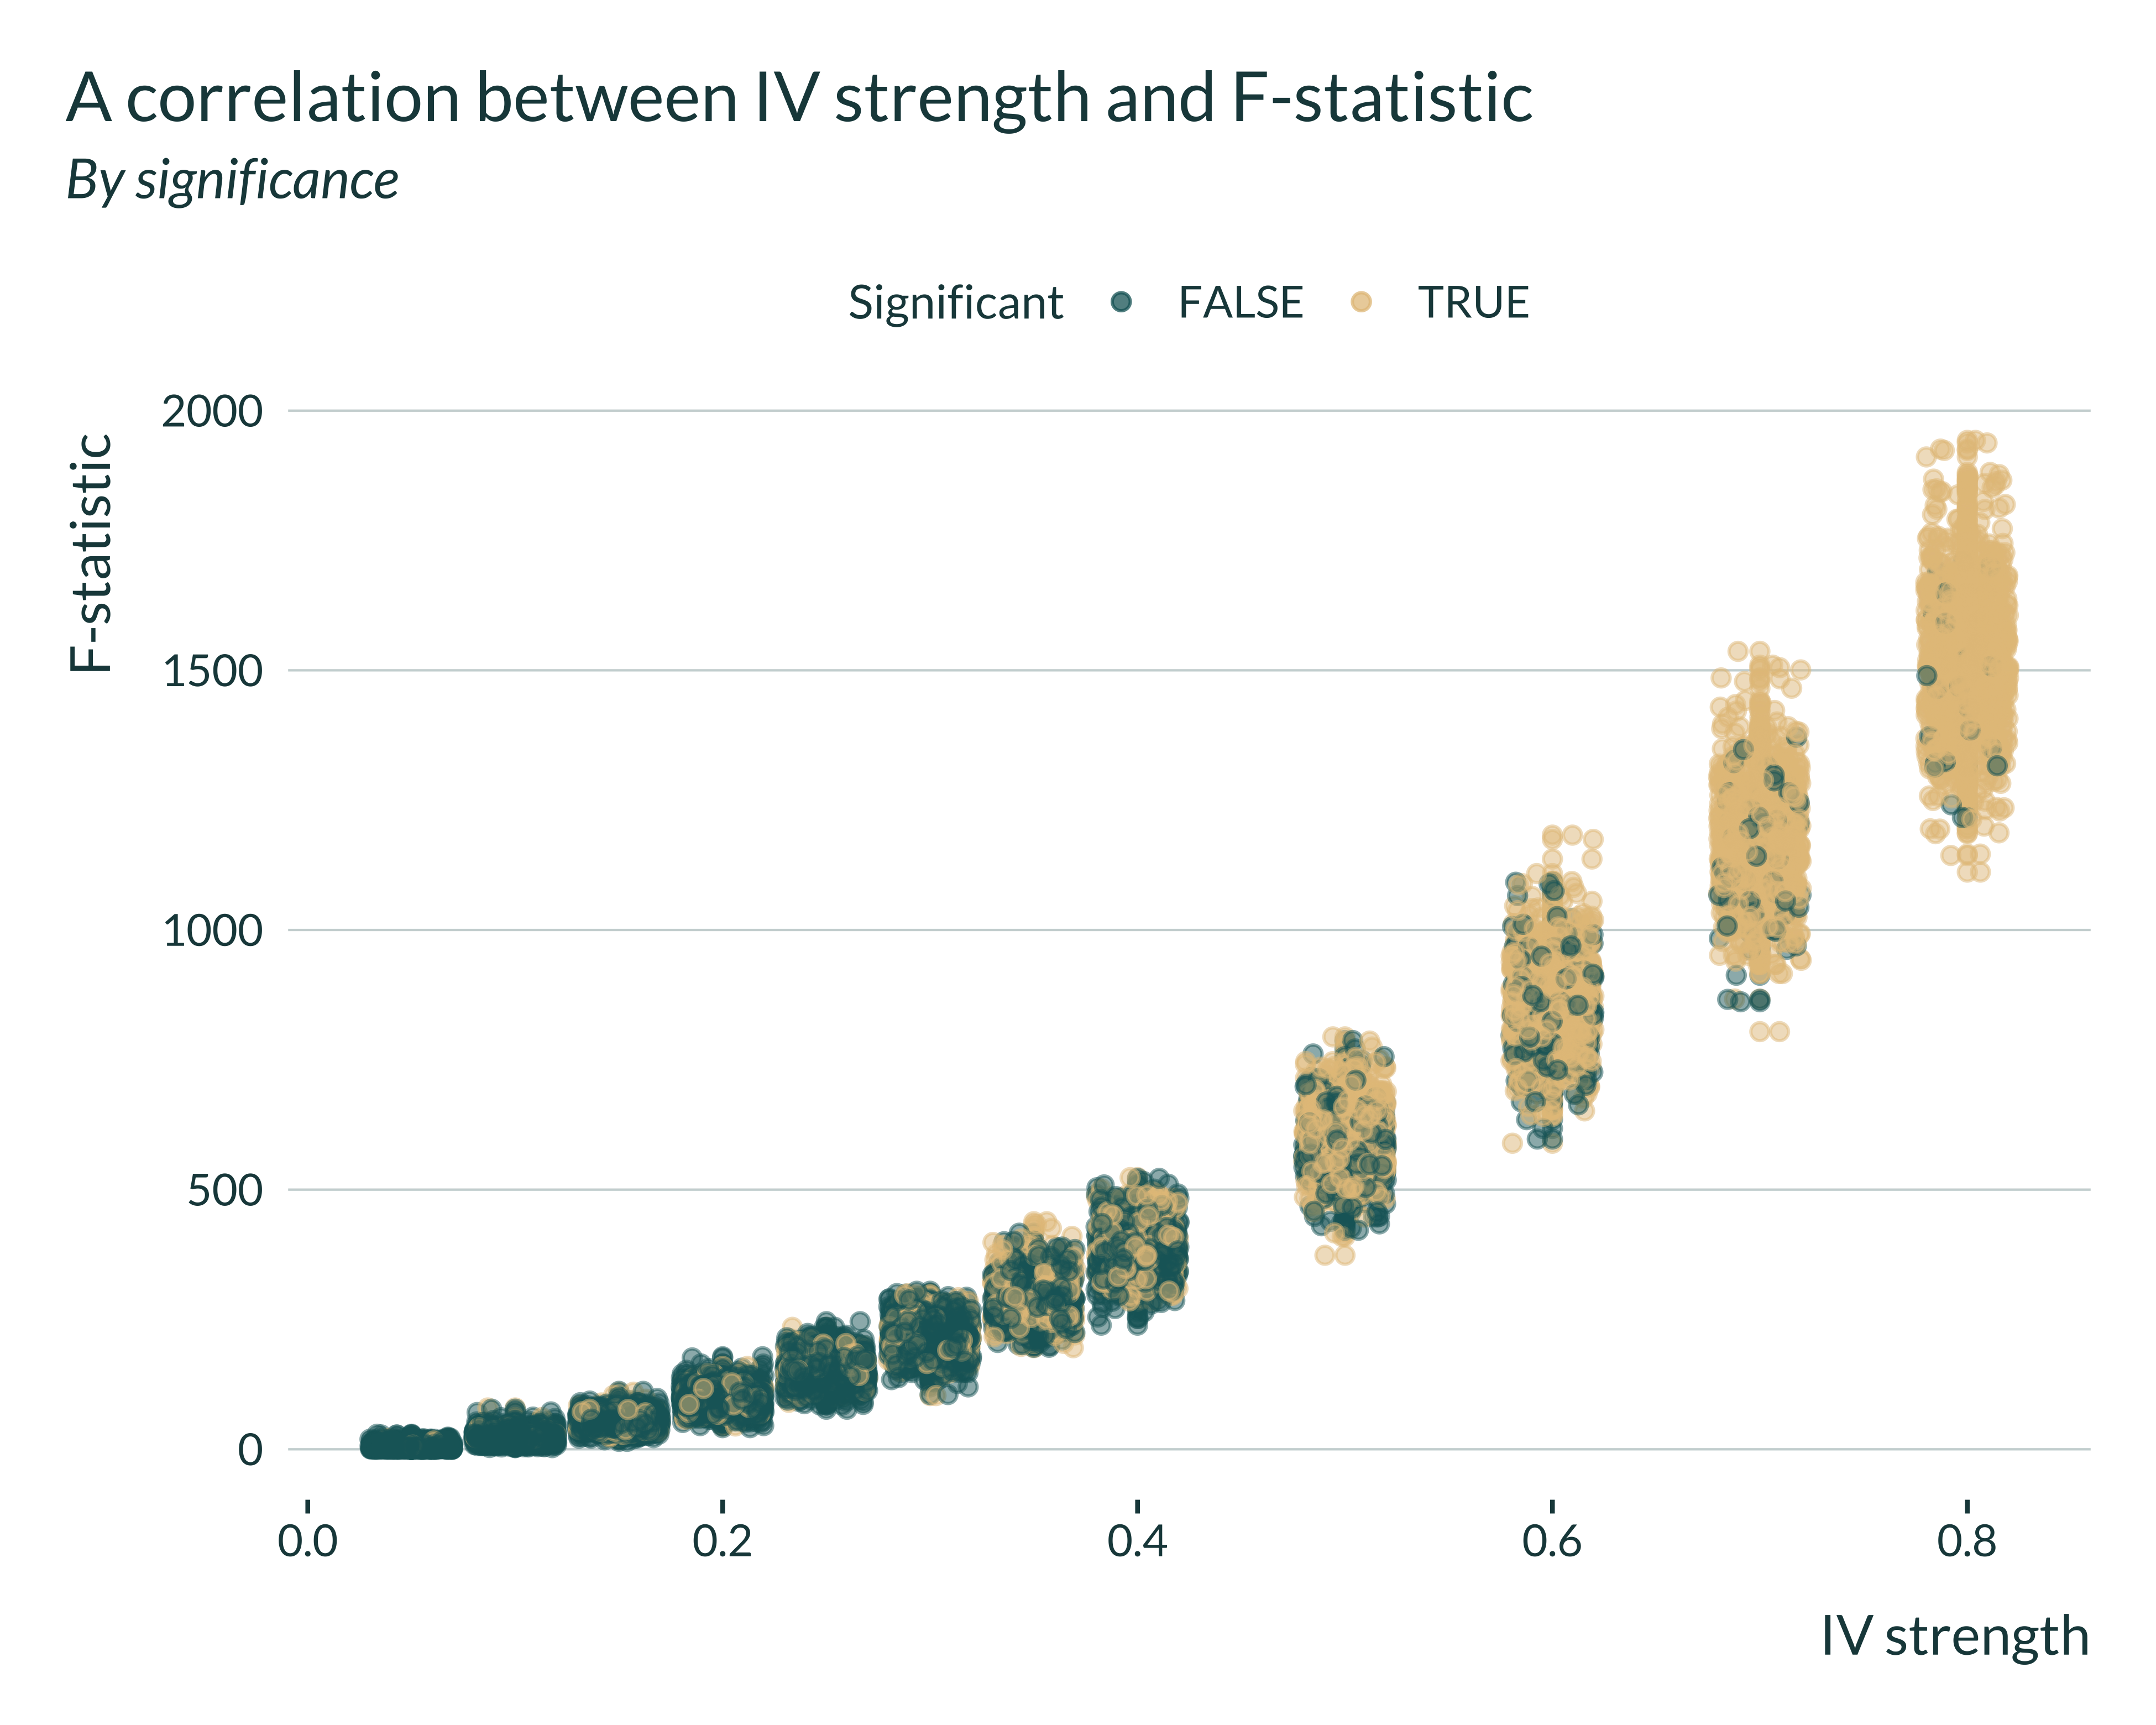 A correlation between IV strength and F-statistic
By significance
Significant FALSE TRUE
F-statistic
2000
1500
1000
500
0
0.0 0.2 0.4 0.6 0.8
IV strength